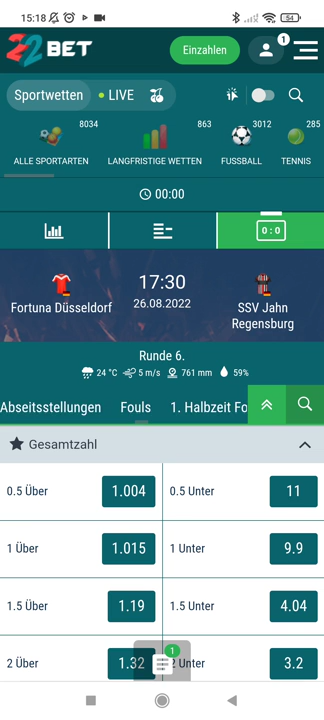 15:18
54
22 BET
Einzahlen
1
Sportwetten
LIVE
8034
863
3012
285
ALLE SPORTARTEN
LANGFRISTIGE WETTEN
FUSSBALL
TENNIS
00:00
0 : 0
17:30
26.08.2022
Fortuna Düsseldorf
SSV Jahn
Regensburg
Runde 6.
24 °C 5 m/s 761 mm 59%
Abseitsstellungen Fouls 1. Halbzeit Fo
Gesamtzahl
0.5 Über 1.004 0.5 Unter 11
1 Über 1.015 1 Unter 9.9
1.5 Über 1.19 1.5 Unter 4.04
2 Über 1.32 2 Unter 3.2
1